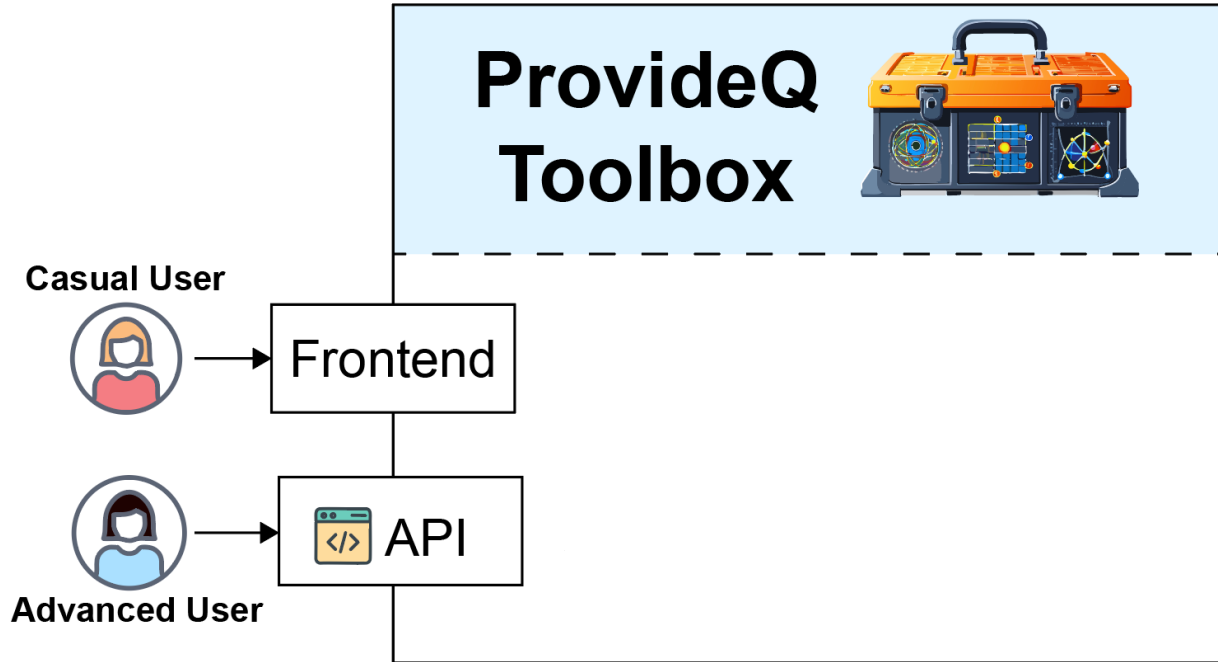 ProvideQ
Toolbox
Casual User
Frontend
</> API
Advanced User